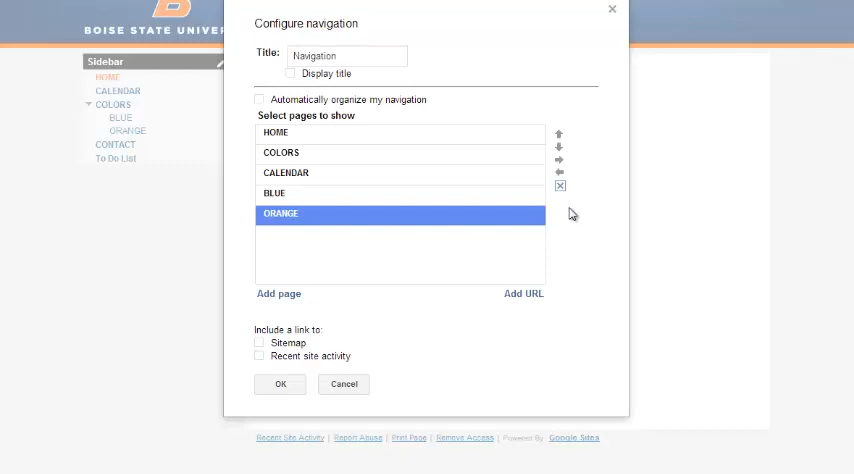 BOISE STATE UNIVER
Configure navigation
Title: Navigation
Display title
Sidebar
HOME
CALENDAR
COLORS
BLUE
ORANGE
CONTACT
To Do List
Automatically organize my navigation
Select pages to show
HOME
COLORS
CALENDAR
BLUE
ORANGE
Add page Add URL
Include a link to:
Sitemap
Recent site activity
OK Cancel
Recent Site Activity | Report Abuse | Print Page | Remove Access | Powered By Google Sites